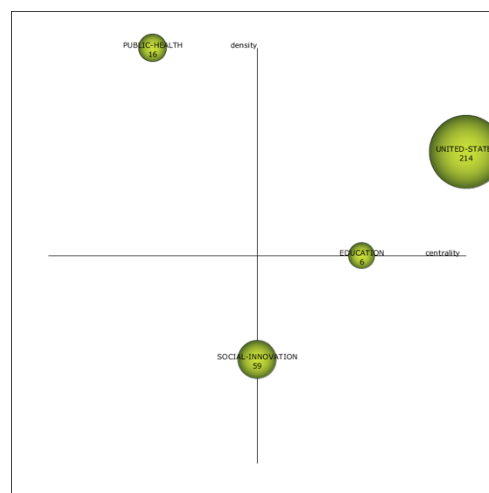 PUBLIC-HEALTH
16
density
UNITED-STATE
214
EDUCATION
6
centrality
SOCIAL-INNOVATION
59